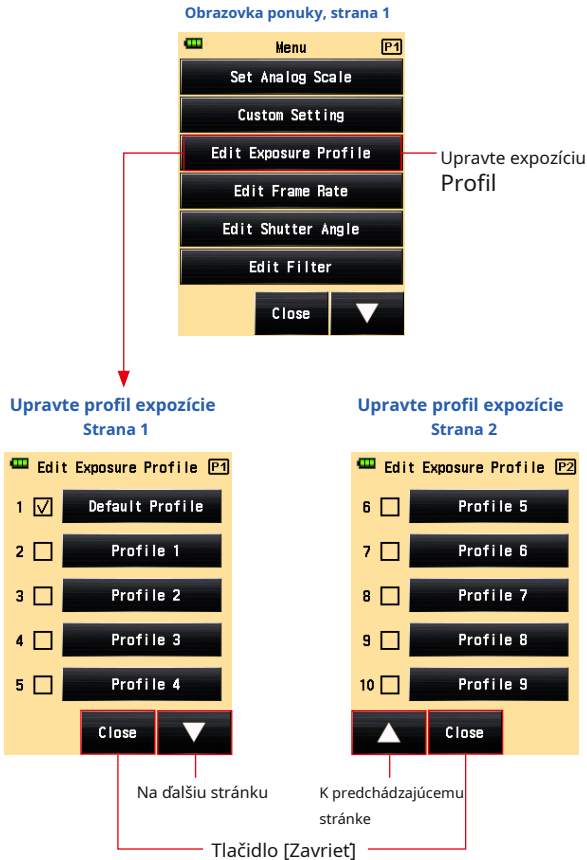 Obrazovka ponuky, strana 1
Menu P1
Set Analog Scale
Custom Setting
Edit Exposure Profile
Upravte expozíciu
Profil
Edit Frame Rate
Edit Shutter Angle
Edit Filter
Close
Upravte profil expozície
Strana 1
Edit Exposure Profile P1
1 Default Profile
2 Profile 1
3 Profile 2
4 Profile 3
5 Profile 4
Close
Na ďalšiu stránku
Upravte profil expozície
Strana 2
Edit Exposure Profile P2
6 Profile 5
7 Profile 6
8 Profile 7
9 Profile 8
10 Profile 9
Close
K predchádzajúcemu
stránke
Tlačidlo [Zavrieť]